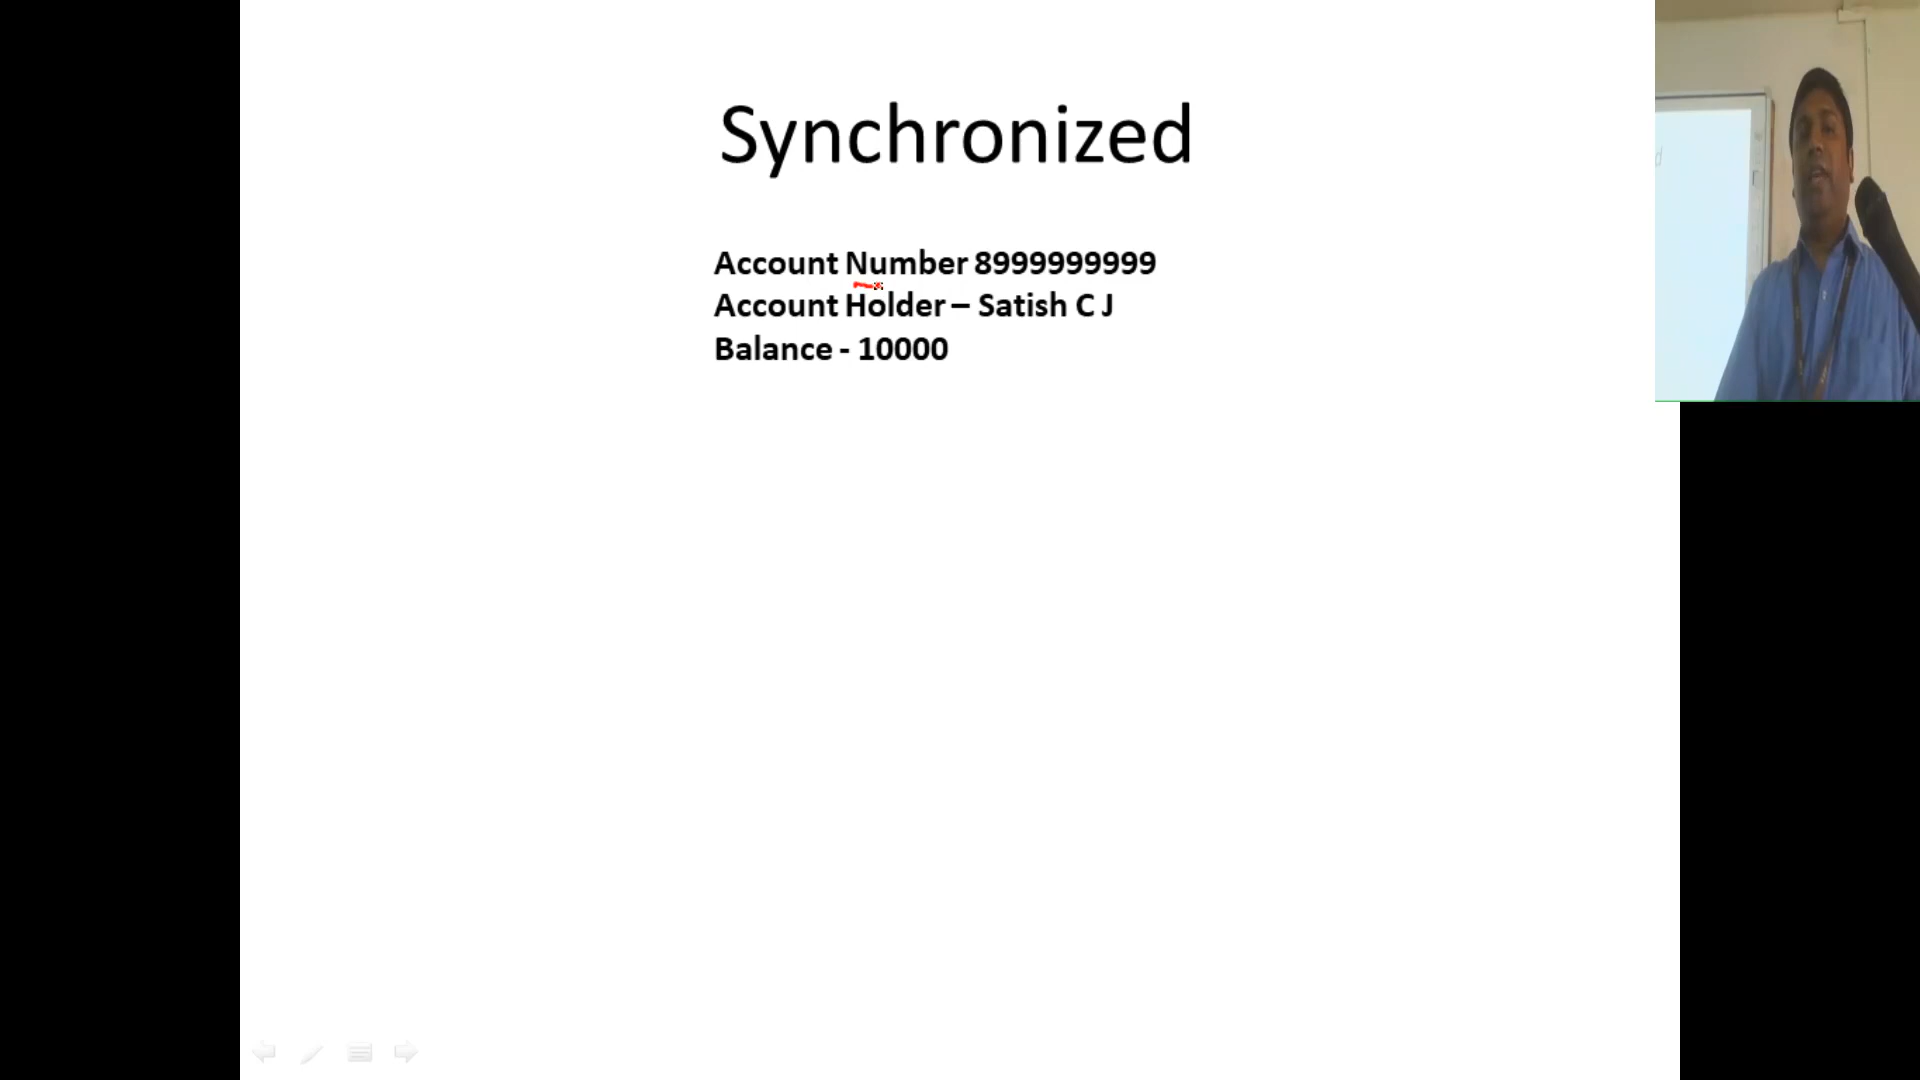 Synchronized
Account Number 8999999999
Account Holder – Satish C J
Balance - 10000
d